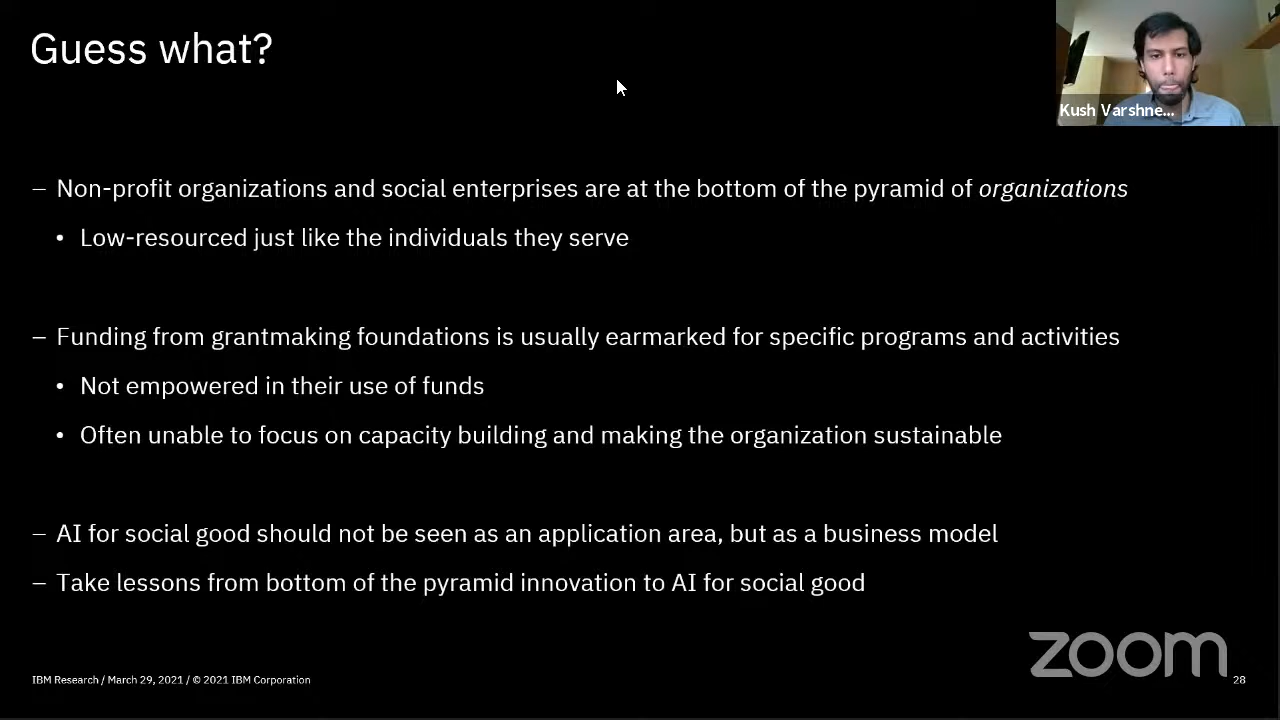 Guess what?
Kush Varshne...
– Non-profit organizations and social enterprises are at the bottom of the pyramid of organizations
• Low-resourced just like the individuals they serve
– Funding from grantmaking foundations is usually earmarked for specific programs and activities
• Not empowered in their use of funds
• Often unable to focus on capacity building and making the organization sustainable
– AI for social good should not be seen as an application area, but as a business model
– Take lessons from bottom of the pyramid innovation to AI for social good
zoom
IBM Research / March 29, 2021 / © 2021 IBM Corporation
28